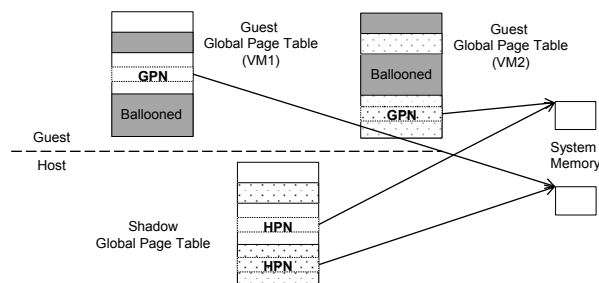 Guest
Global Page Table
(VM1)
GPN
Ballooned
Guest
Global Page Table
(VM2)
Ballooned
GPN
Guest
Host
System
Memory
Shadow
Global Page Table
HPN
HPN